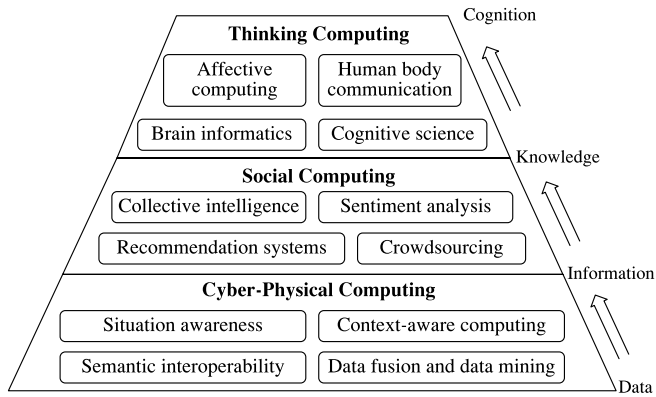 Cognition
Thinking Computing
Affective
computing
Human body
communication
Brain informatics
Cognitive science
Knowledge
Social Computing
Collective intelligence
Sentiment analysis
Recommendation systems
Crowdsourcing
Information
Cyber-Physical Computing
Situation awareness
Context-aware computing
Semantic interoperability
Data fusion and data mining
Data